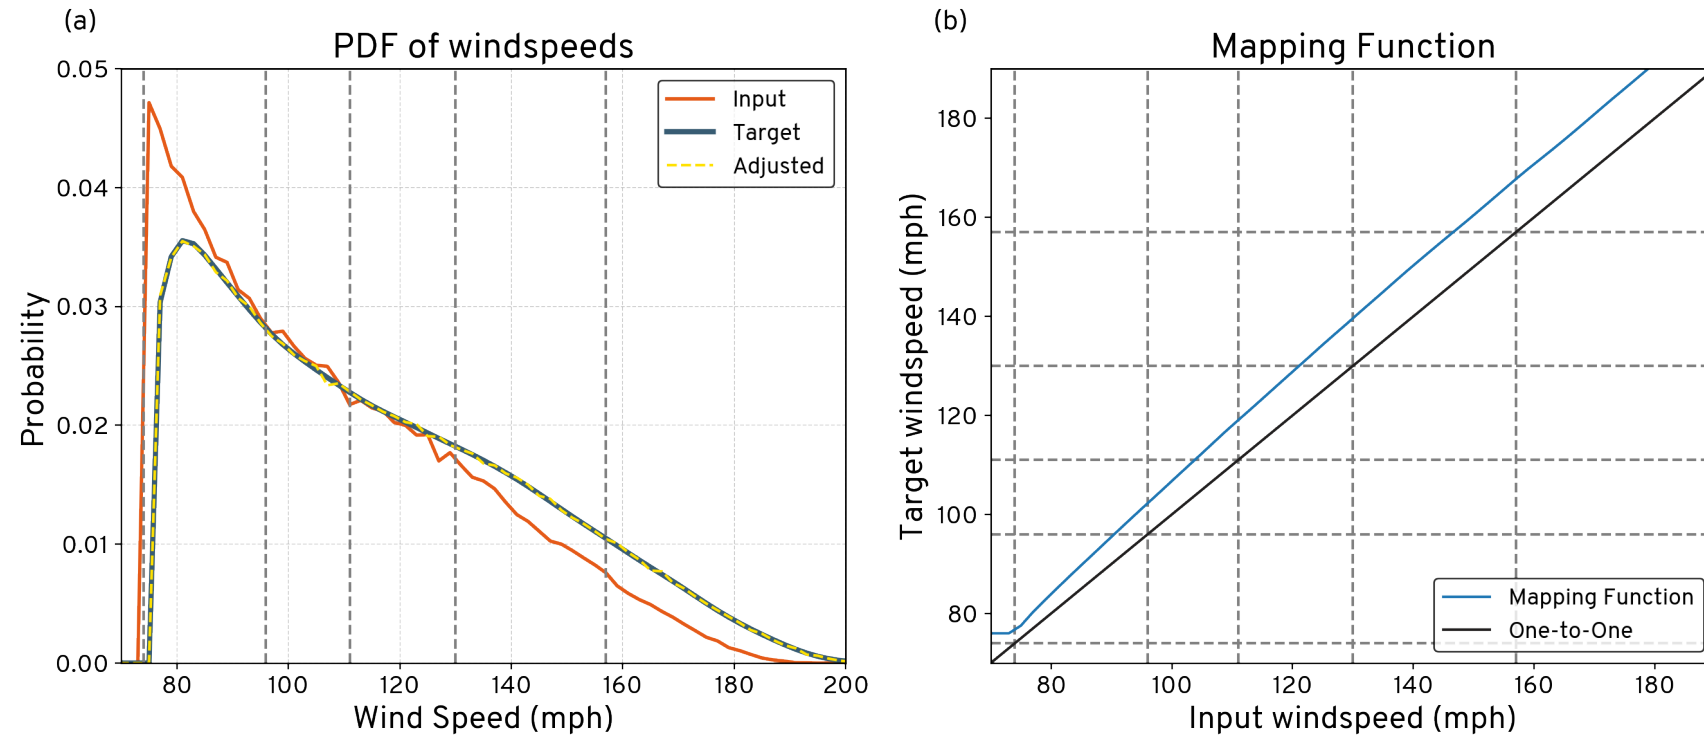 (a)
PDF of windspeeds
0.05
0.04
0.03
0.02
0.01
0.00
Probability
Input
Target
Adjusted
80 100 120 140 160 180 200
Wind Speed (mph)
(b)
Mapping Function
180
160
140
120
100
80
Target windspeed (mph)
Mapping Function
One-to-One
80 100 120 140 160 180
Input windspeed (mph)